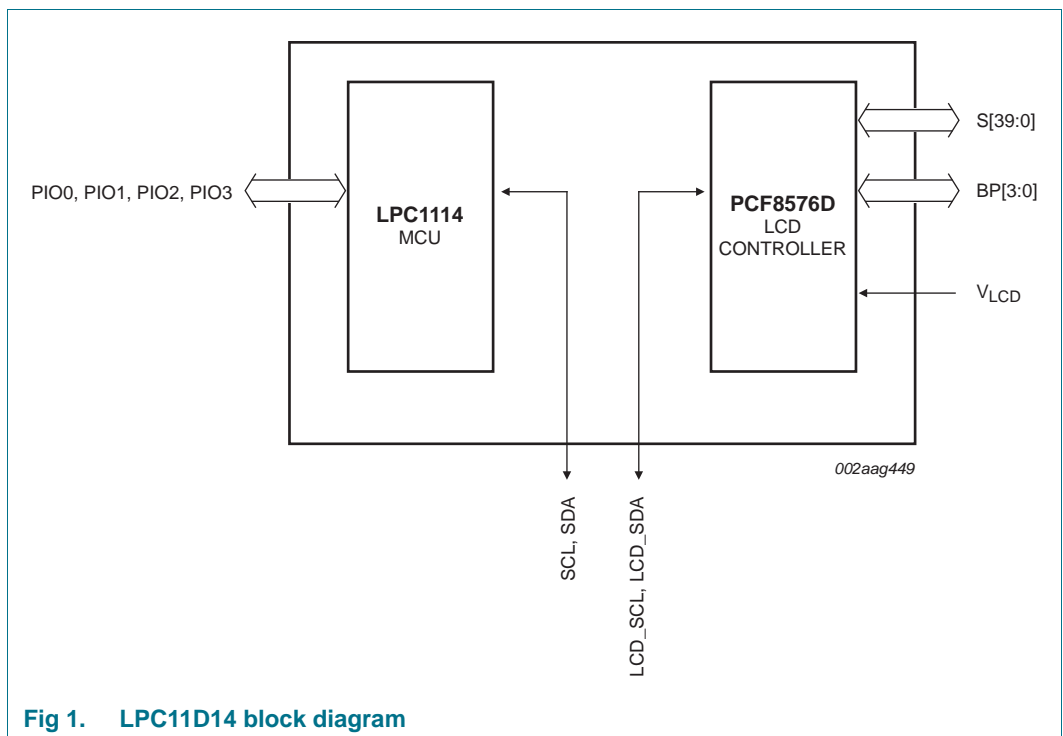 S[39:0]
PIO0, PIO1, PIO2, PIO3
LPC1114
MCU
PCF8576D
LCD
CONTROLLER
BP[3:0]
VLCD
002aag449
SCL, SDA
LCD_SCL, LCD_SDA
Fig 1. LPC11D14 block diagram